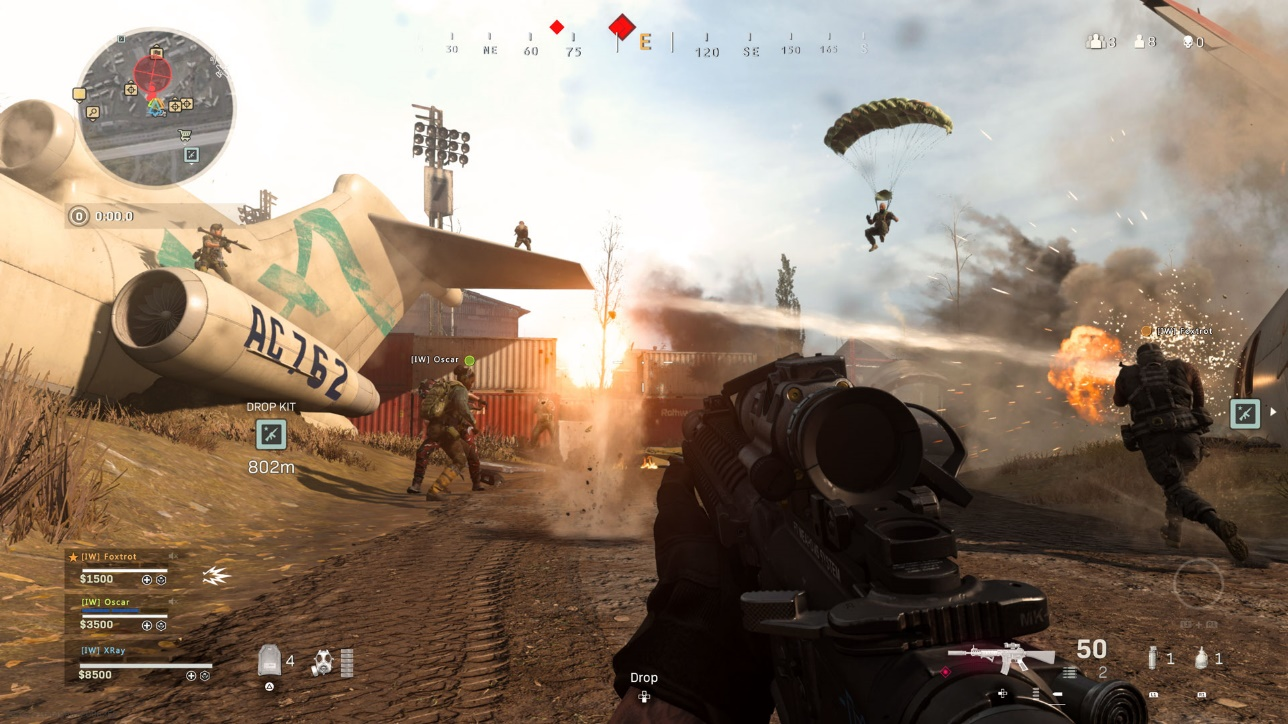 30 NE 60 75 E 120 SE 150 165 S
3 8 0
0:00.0
AC762
[IW] Oscar
[IW] Foxtrot
DROP KIT
802m
[IW] Foxtrot
$1500
[IW] Oscar
$3500
[IW] XRay
$8500
4
Drop
50
2
1 1